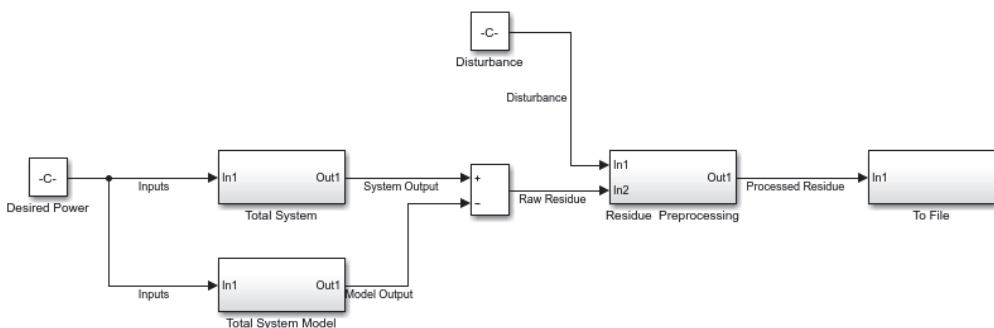 -C-
Disturbance
Disturbance
-C-
Desired Power
Inputs
In1
Out1
Total System
System Output
+
−
Raw Residue
In1
In2
Out1
Residue Preprocessing
Processed Residue
In1
To File
Inputs
In1
Out1
Total System Model
Model Output